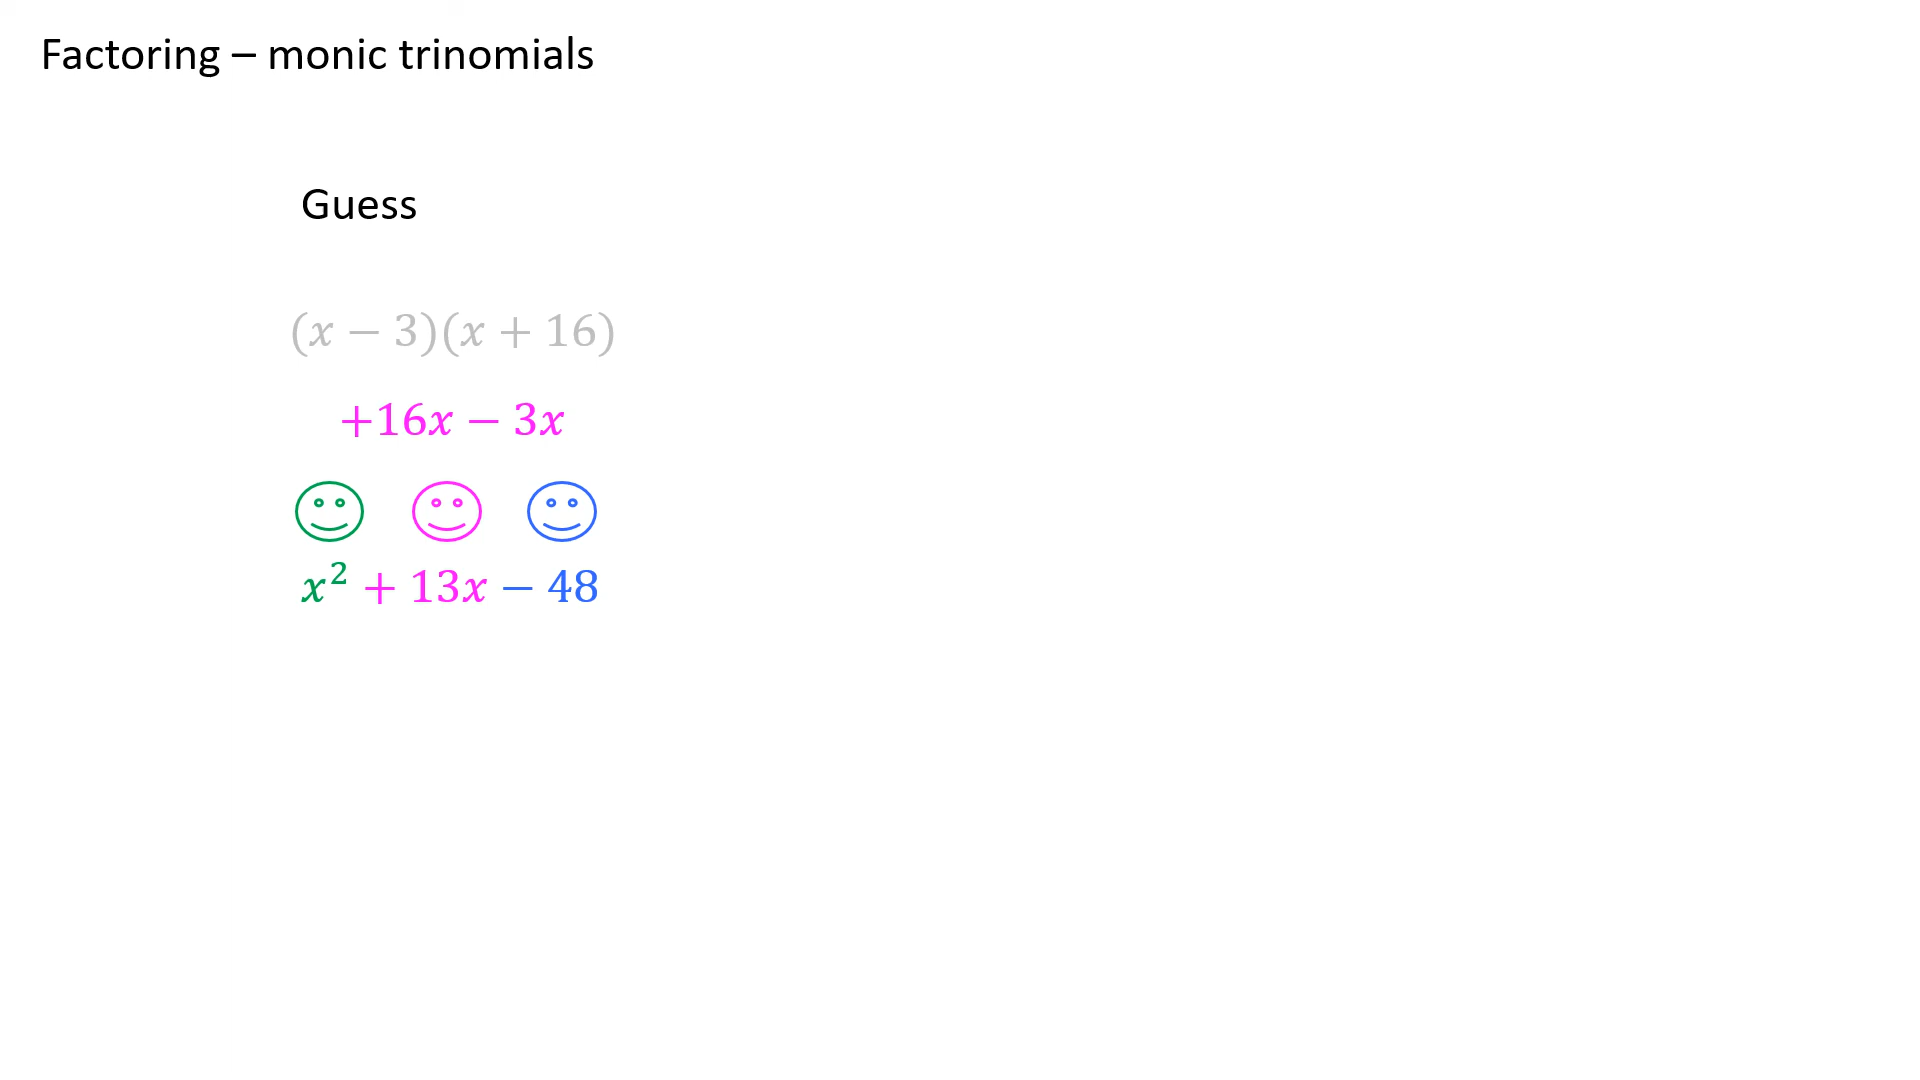 Factoring – monic trinomials
Guess
(x − 3)(x + 16)
+16x − 3x
x² + 13x − 48